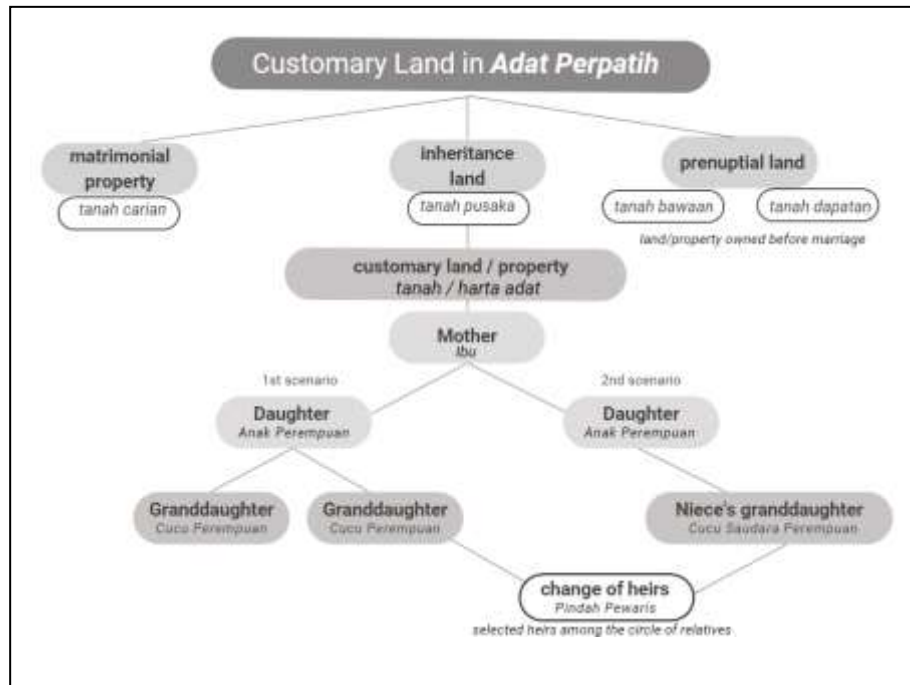 Customary Land in Adat Perpatih
matrimonial
property
tanah carian
inheritance
land
tanah pusaka
prenuptial land
tanah bawaan
tanah dapatan
land/property owned before marriage
customary land / property
tanah / harta adat
Mother
Ibu
1st scenario
2nd scenario
Daughter
Anak Perempuan
Daughter
Anak Perempuan
Granddaughter
Cucu Perempuan
Granddaughter
Cucu Perempuan
Niece's granddaughter
Cucu Saudara Perempuan
change of heirs
Pindah Pewaris
selected heirs among the circle of relatives